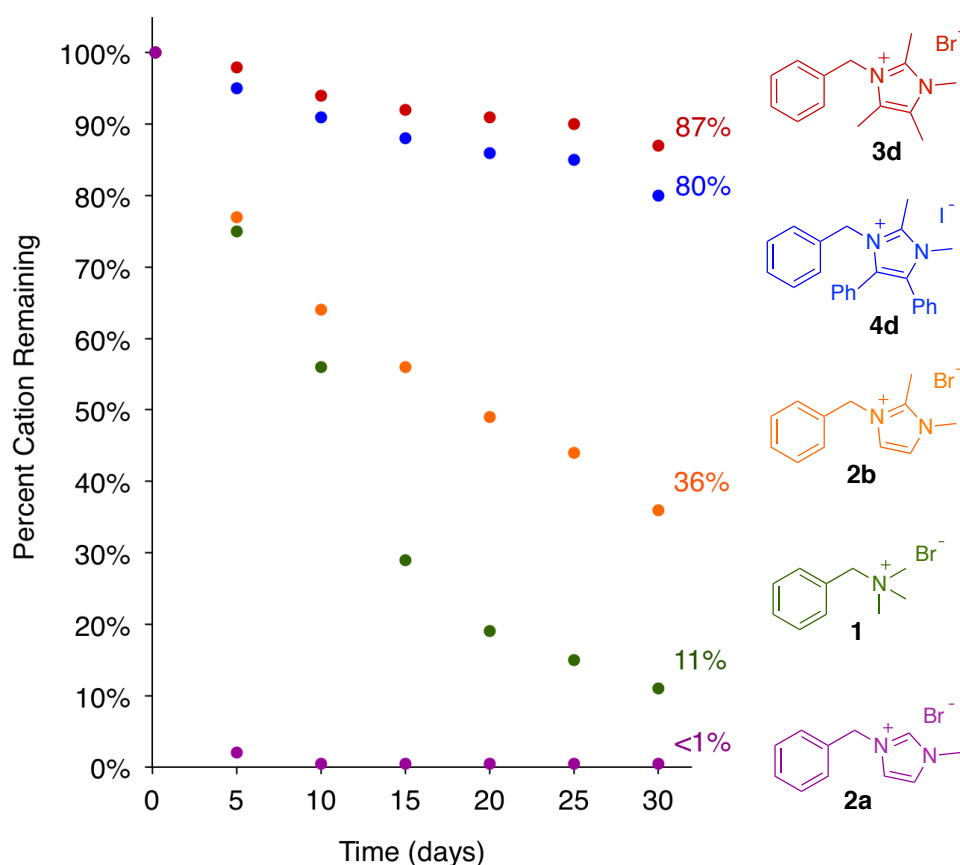 Percent Cation Remaining
100%
90%
80%
70%
60%
50%
40%
30%
20%
10%
0%
0 5 10 15 20 25 30
Time (days)
87%
80%
36%
11%
<1%
Br⁻
N⁺
N
3d
I⁻
N⁺
N
Ph
Ph
4d
Br⁻
N⁺
N
2b
Br⁻
N⁺
1
Br⁻
N⁺
N
2a